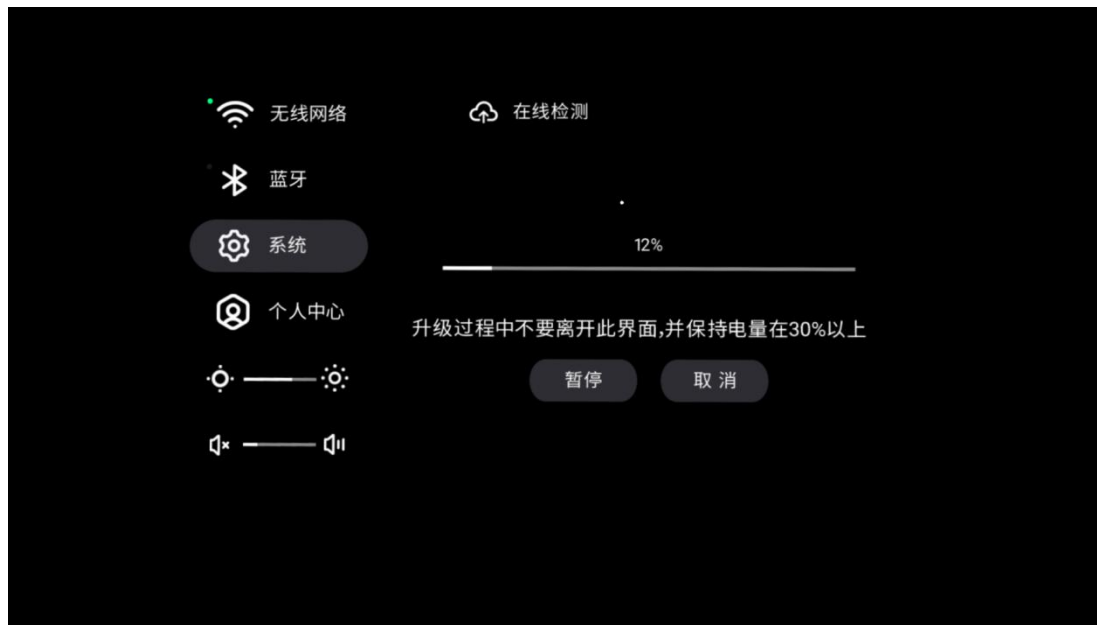 无线网络
在线检测
蓝牙
系统
12%
个人中心
升级过程中不要离开此界面,并保持电量在30%以上
暂停
取 消